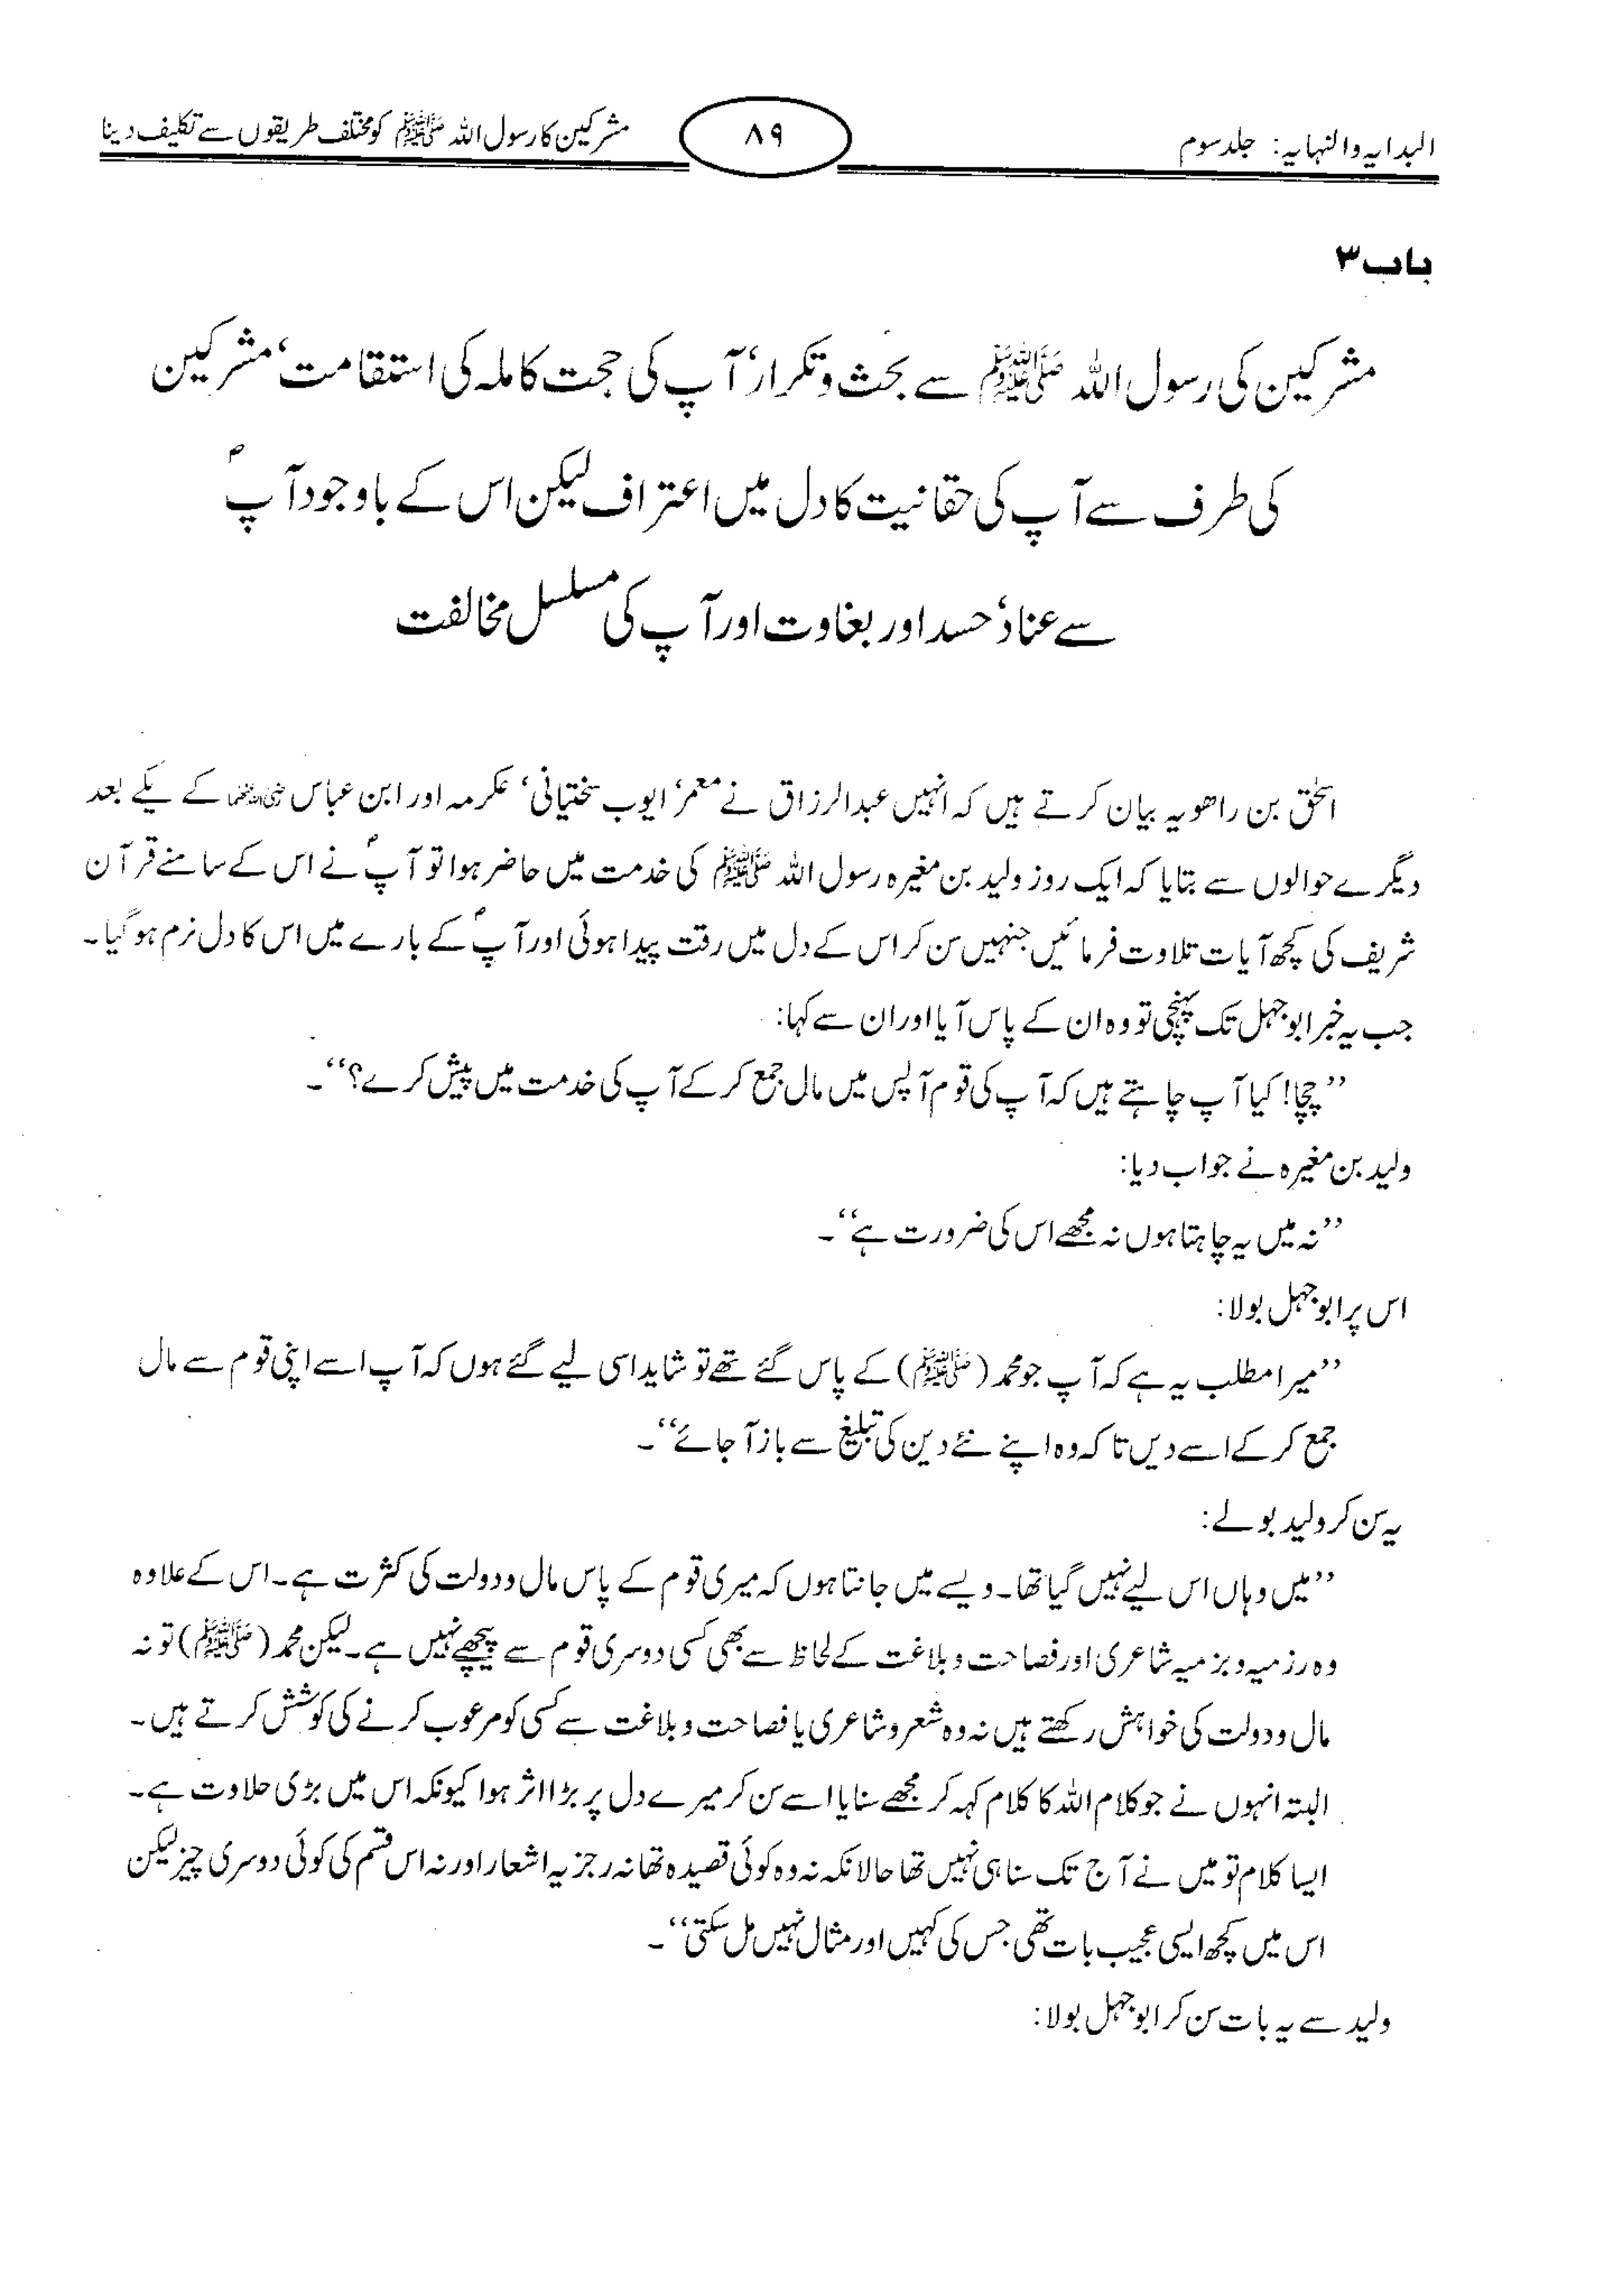 البدایہ والنہایہ: جلد سوم
۸۹
مشرکین کا رسول اللہ ﷺ کو مختلف طریقوں سے تکلیف دینا
باب ۳
مشرکین کی رسول اللہ ﷺ سے بحث و تکرار‘ آپ کی حجت کاملہ کی استقامت‘ مشرکین
کی طرف سے آپ کی حقانیت کا دل میں اعتراف لیکن اس کے باوجود آپؐ
سے عناد‘ حسد اور بغاوت اور آپ کی مسلسل مخالفت
اسحٰق بن راھویہ بیان کرتے ہیں کہ انہیں عبدالرزاق نے معمر‘ ایوب سختیانی‘ عکرمہ اور ابن عباس رضی اللہ عنہما کے یکے بعد
دیگرے حوالوں سے بتایا کہ ایک روز ولید بن مغیرہ رسول اللہ ﷺ کی خدمت میں حاضر ہوا تو آپؐ نے اس کے سامنے قرآن
شریف کی کچھ آیات تلاوت فرمائیں جنہیں سن کر اس کے دل میں رقت پیدا ہوئی اور آپؐ کے بارے میں اس کا دل نرم ہو گیا۔
جب یہ خبر ابوجہل تک پہنچی تو وہ ان کے پاس آیا اور ان سے کہا:
’’چچا! کیا آپ چاہتے ہیں کہ آپ کی قوم آپس میں مال جمع کر کے آپ کی خدمت میں پیش کرے؟‘‘۔
ولید بن مغیرہ نے جواب دیا:
’’نہ میں یہ چاہتا ہوں نہ مجھے اس کی ضرورت ہے‘‘۔
اس پر ابوجہل بولا:
’’میرا مطلب یہ ہے کہ آپ جو محمد (ﷺ) کے پاس گئے تھے تو شاید اسی لیے گئے ہوں کہ آپ اسے اپنی قوم سے مال
جمع کر کے اسے دیں تا کہ وہ اپنے نئے دین کی تبلیغ سے باز آ جائے‘‘۔
یہ سن کر ولید بولے:
’’میں وہاں اس لیے نہیں گیا تھا۔ ویسے میں جانتا ہوں کہ میری قوم کے پاس مال و دولت کی کثرت ہے۔ اس کے علاوہ
وہ رزمیہ و بزمیہ شاعری اور فصاحت و بلاغت کے لحاظ سے بھی کسی دوسری قوم سے پیچھے نہیں ہے۔ لیکن محمد (ﷺ) تو نہ
مال و دولت کی خواہش رکھتے ہیں نہ وہ شعر و شاعری یا فصاحت و بلاغت سے کسی کو مرعوب کرنے کی کوشش کرتے ہیں۔
البتہ انہوں نے جو کلام اللہ کا کلام کہہ کر مجھے سنایا اسے سن کر میرے دل پر بڑا اثر ہوا کیونکہ اس میں بڑی حلاوت ہے۔
ایسا کلام تو میں نے آج تک سنا ہی نہیں تھا حالانکہ نہ وہ کوئی قصیدہ تھا نہ رجزیہ اشعار اور نہ اس قسم کی کوئی دوسری چیز لیکن
اس میں کچھ ایسی عجیب بات تھی جس کی کہیں اور مثال نہیں مل سکتی‘‘۔
ولید سے یہ بات سن کر ابوجہل بولا: